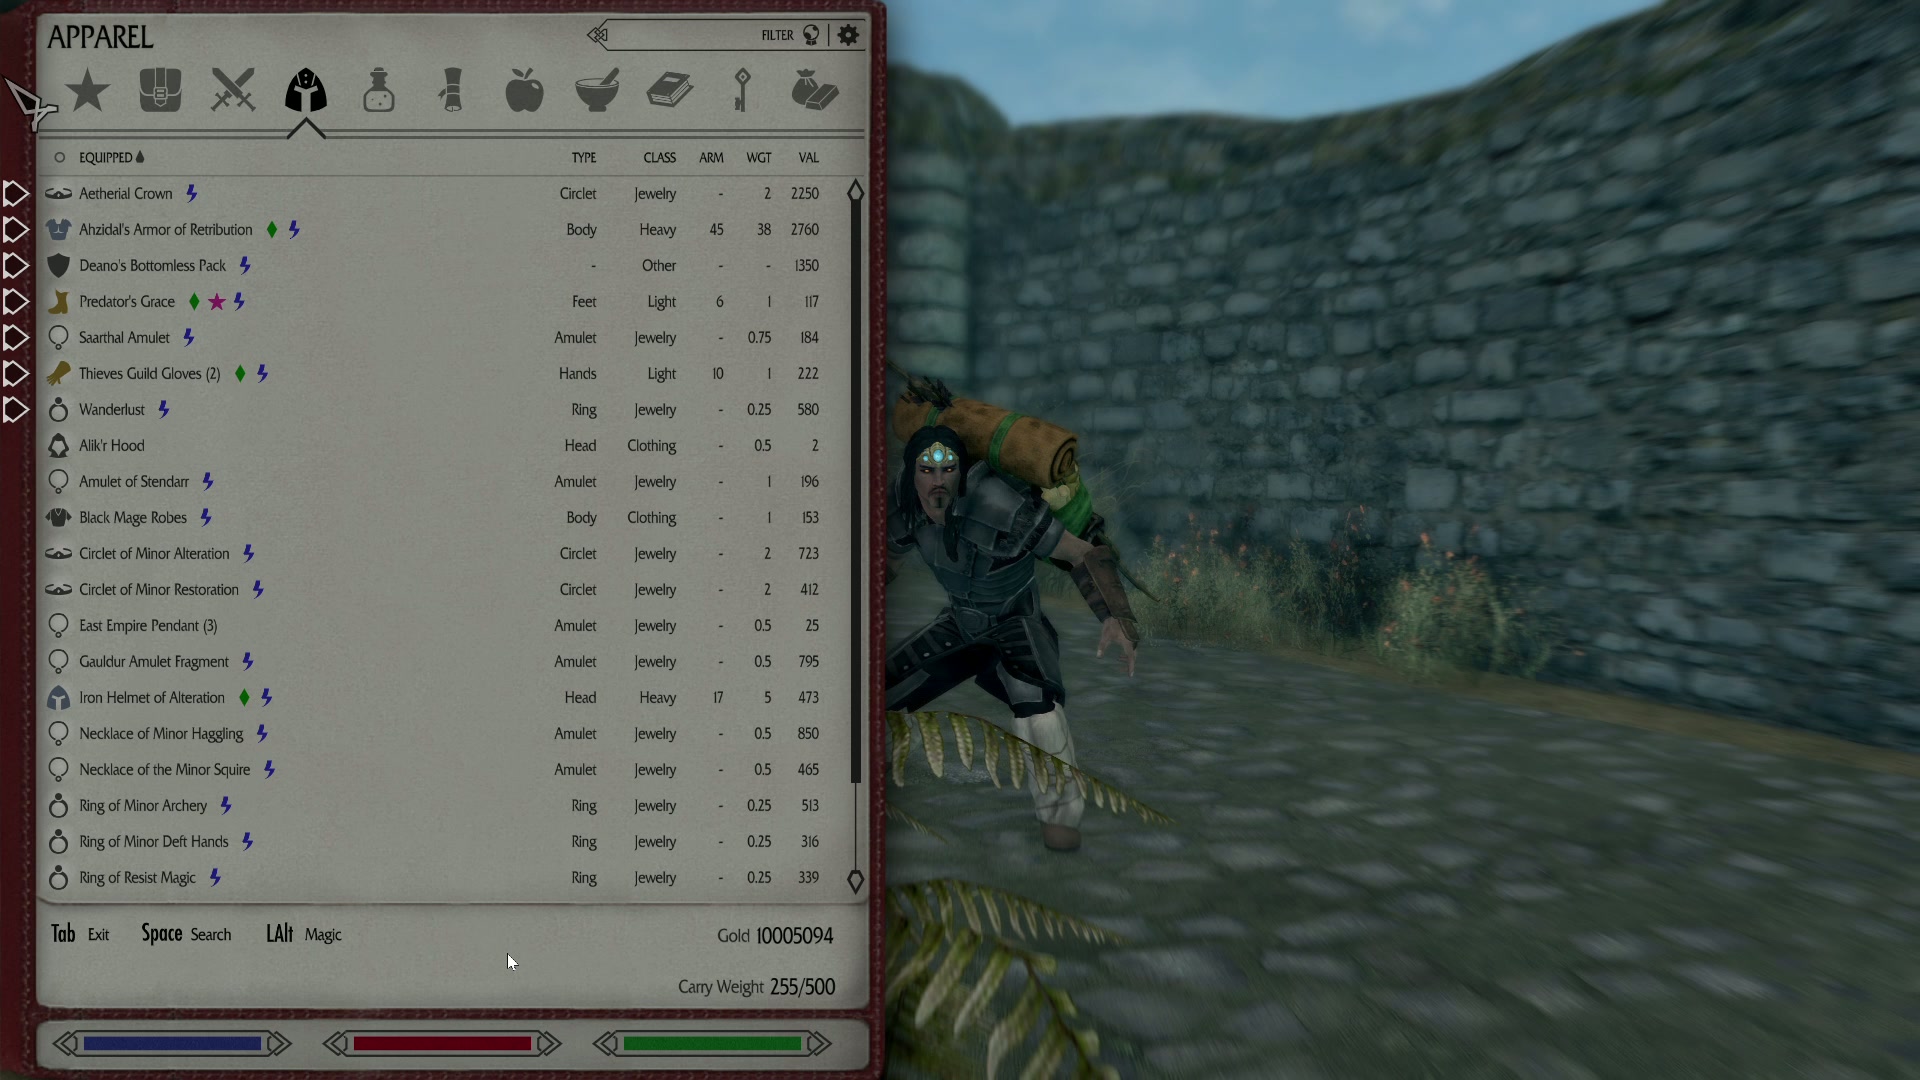 APPAREL
FILTER
EQUIPPED TYPE CLASS ARM WGT VAL
Aetherial Crown Circlet Jewelry - 2 2250
Ahzidal's Armor of Retribution Body Heavy 45 38 2760
Deano's Bottomless Pack - Other - - 1350
Predator's Grace Feet Light 6 1 117
Saarthal Amulet Amulet Jewelry - 0.75 184
Thieves Guild Gloves (2) Hands Light 10 1 222
Wanderlust Ring Jewelry - 0.25 580
Alik'r Hood Head Clothing - 0.5 2
Amulet of Stendarr Amulet Jewelry - 1 196
Black Mage Robes Body Clothing - 1 153
Circlet of Minor Alteration Circlet Jewelry - 2 723
Circlet of Minor Restoration Circlet Jewelry - 2 412
East Empire Pendant (3) Amulet Jewelry - 0.5 25
Gauldur Amulet Fragment Amulet Jewelry - 0.5 795
Iron Helmet of Alteration Head Heavy 17 5 473
Necklace of Minor Haggling Amulet Jewelry - 0.5 850
Necklace of the Minor Squire Amulet Jewelry - 0.5 465
Ring of Minor Archery Ring Jewelry - 0.25 513
Ring of Minor Deft Hands Ring Jewelry - 0.25 316
Ring of Resist Magic Ring Jewelry - 0.25 339
Tab Exit Space Search LAlt Magic Gold 10005094
Carry Weight 255/500